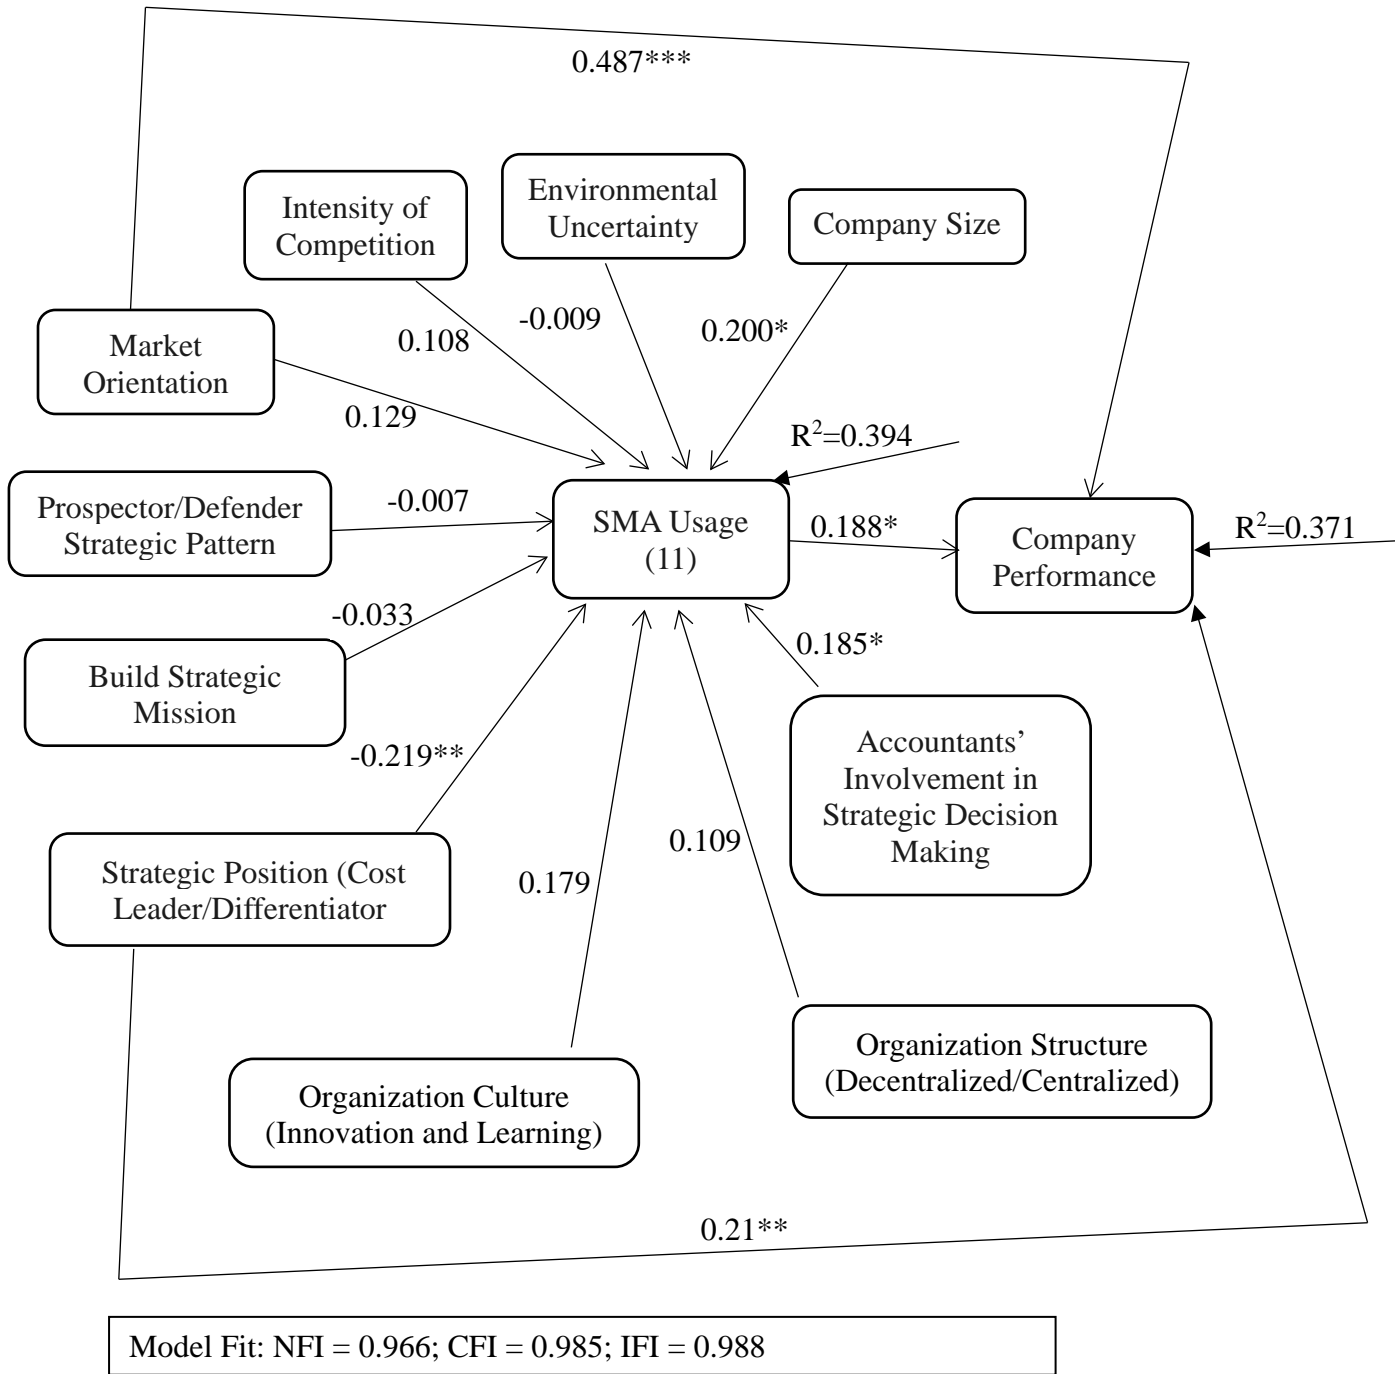 0.487***
Environmental
Uncertainty
Intensity of
Competition
Company Size
-0.009
0.200*
0.108
Market
Orientation
0.129
R²=0.394
Prospector/Defender
Strategic Pattern
-0.007
SMA Usage
(11)
0.188*
Company
Performance
R²=0.371
-0.033
Build Strategic
Mission
0.185*
-0.219**
Accountants’
Involvement in
Strategic Decision
Making
0.109
Strategic Position (Cost
Leader/Differentiator
0.179
Organization Structure
(Decentralized/Centralized)
Organization Culture
(Innovation and Learning)
0.21**
Model Fit: NFI = 0.966; CFI = 0.985; IFI = 0.988